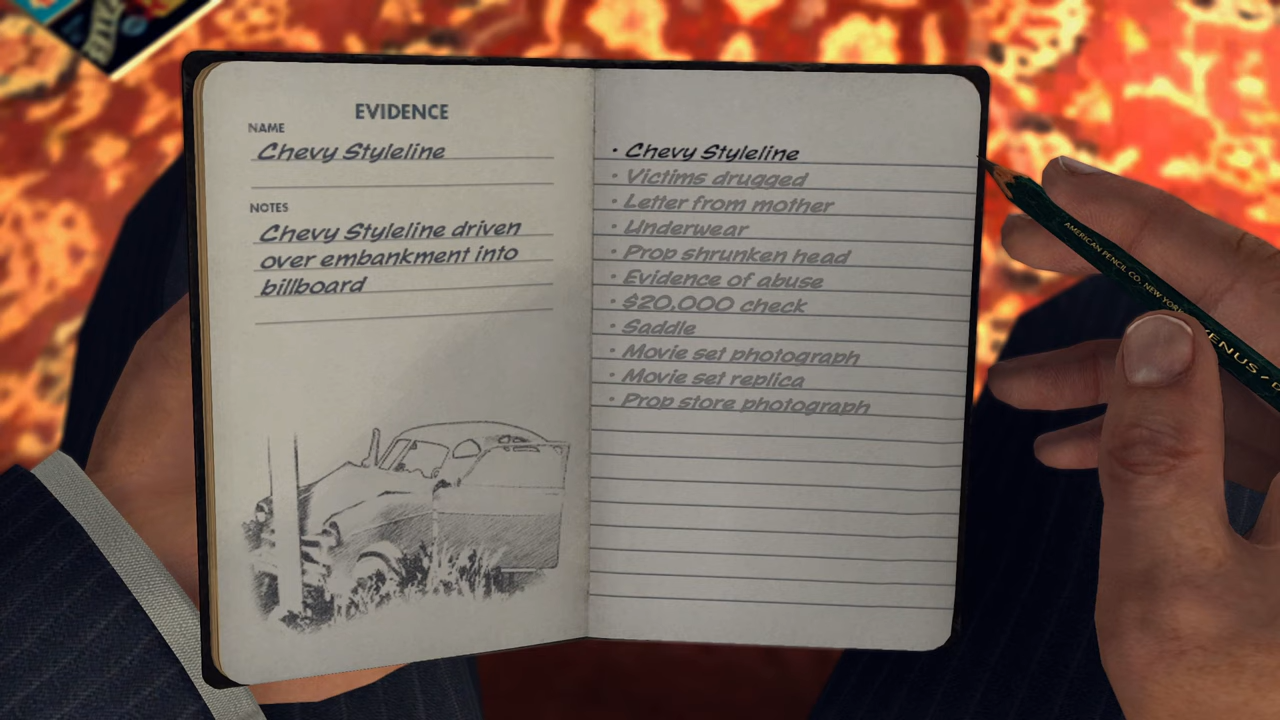 EVIDENCE
NAME
Chevy Styleline
NOTES
Chevy Styleline driven
over embankment into
billboard
• Chevy Styleline
• Victims drugged
• Letter from mother
• Underwear
• Prop shrunken head
• Evidence of abuse
• $20,000 check
• Saddle
• Movie set photograph
• Movie set replica
• Prop store photograph
AMERICAN PENCIL CO. NEW YORK VENUS